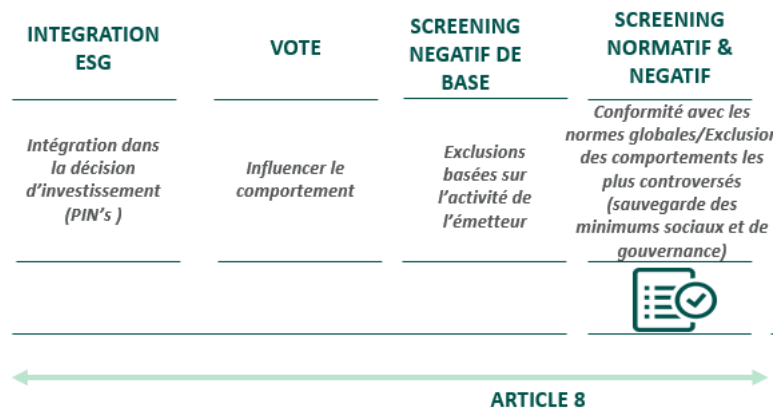 INTEGRATION
ESG
VOTE
SCREENING
NEGATIF DE
BASE
SCREENING
NORMATIF &
NEGATIF
Intégration dans
la décision
d'investissement
(PIN's )
Influencer le
comportement
Exclusions
basées sur
l'activité de
l'émetteur
Conformité avec les
normes globales/Exclusion
des comportements les
plus controversés
(sauvegarde des
minimums sociaux et de
gouvernance)
ARTICLE 8